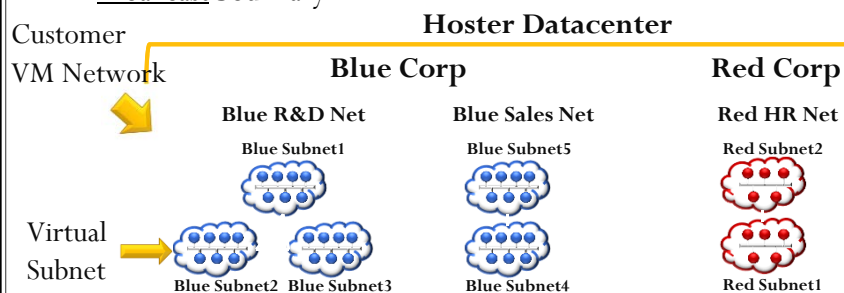 Hoster Datacenter
Customer
VM Network
Blue Corp
Red Corp
Blue R&D Net
Blue Sales Net
Red HR Net
Blue Subnet1
Blue Subnet5
Red Subnet2
Virtual
Subnet
Blue Subnet2
Blue Subnet3
Blue Subnet4
Red Subnet1